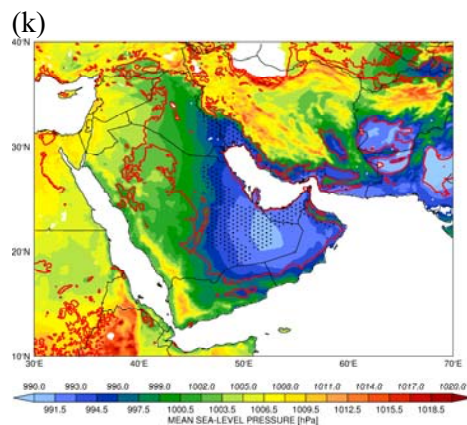 (k)
40°N
30°N
20°N
10°N
30°E 40°E 50°E 60°E 70°E
990.0 993.0 996.0 999.0 1002.0 1005.0 1008.0 1011.0 1014.0 1017.0 1020.0
991.5 994.5 997.5 1000.5 1003.5 1006.5 1009.5 1012.5 1015.5 1018.5
MEAN SEA-LEVEL PRESSURE [hPa]